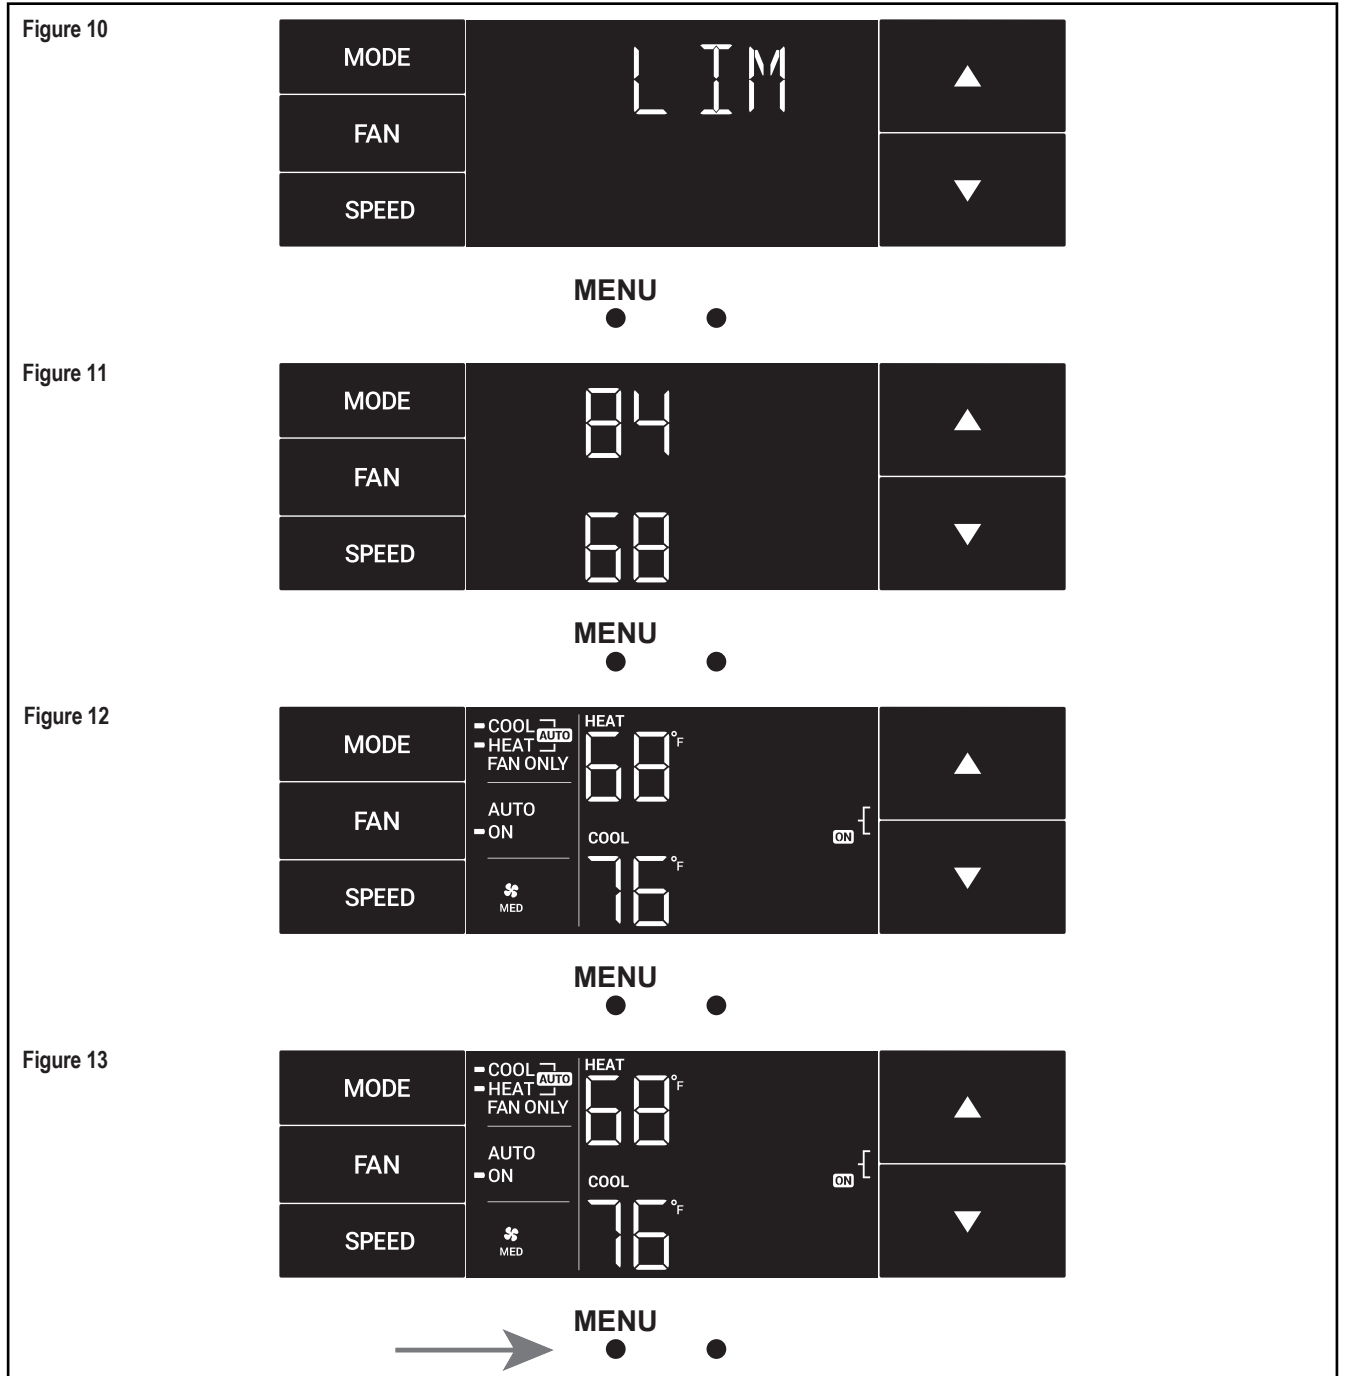 Figure 10
MODE
FAN
SPEED
LIM
MENU
Figure 11
MODE
FAN
SPEED
84
68
MENU
Figure 12
MODE
FAN
SPEED
COOL
HEAT
AUTO
FAN ONLY
AUTO
ON
MED
HEAT
68°F
COOL
76°F
ON
MENU
Figure 13
MODE
FAN
SPEED
COOL
HEAT
AUTO
FAN ONLY
AUTO
ON
MED
HEAT
68°F
COOL
76°F
ON
MENU